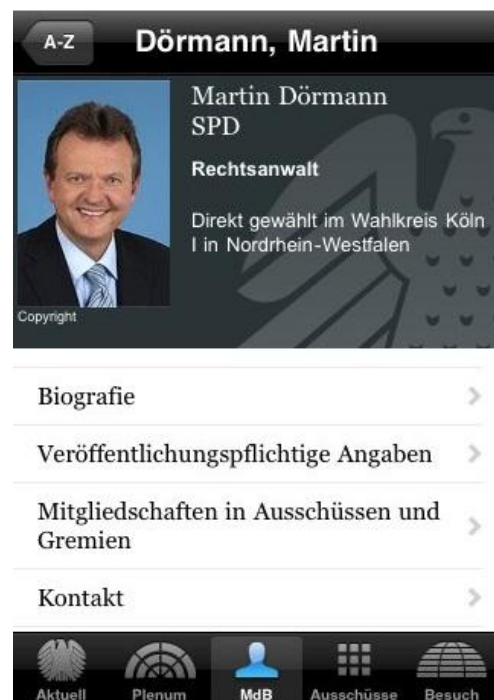 A-Z
Dörmann, Martin
Martin Dörmann
SPD
Rechtsanwalt
Direkt gewählt im Wahlkreis Köln
I in Nordrhein-Westfalen
Copyright
Biografie
Veröffentlichungspflichtige Angaben
Mitgliedschaften in Ausschüssen und
Gremien
Kontakt
Aktuell Plenum MdB Ausschüsse Besuch